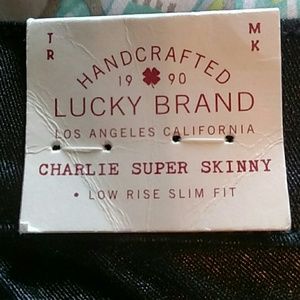 TR MK
HANDCRAFTED
19 90
LUCKY BRAND
LOS ANGELES CALIFORNIA
CHARLIE SUPER SKINNY
• LOW RISE SLIM FIT